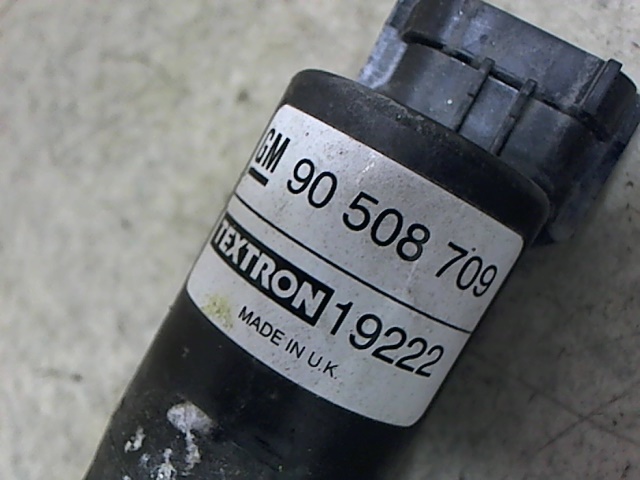 GM 90 508 709
TEXTRON 19222
MADE IN U.K.